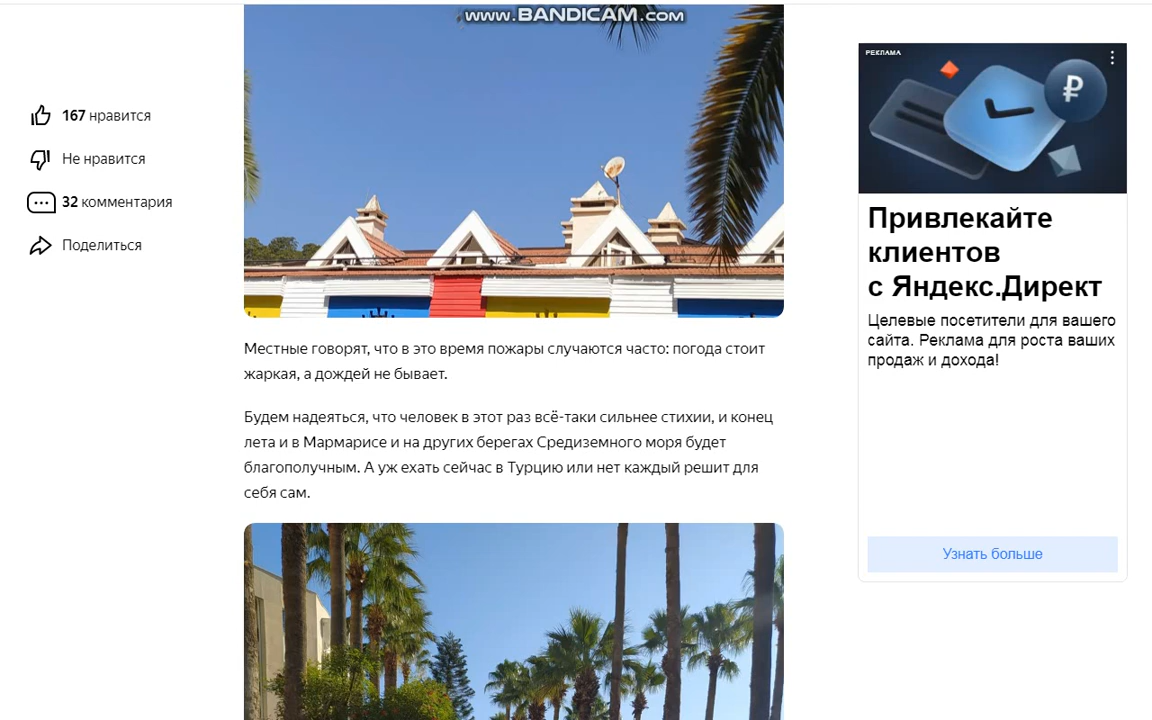 www.BANDICAM.com
167 нравится
Не нравится
32 комментария
Поделиться
Местные говорят, что в это время пожары случаются часто: погода стоит
жаркая, а дождей не бывает.
Будем надеяться, что человек в этот раз всё-таки сильнее стихии, и конец
лета и в Мармарисе и на других берегах Средиземного моря будет
благополучным. А уж ехать сейчас в Турцию или нет каждый решит для
себя сам.
РЕКЛАМА
₽
Привлекайте
клиентов
с Яндекс.Директ
Целевые посетители для вашего
сайта. Реклама для роста ваших
продаж и дохода!
Узнать больше